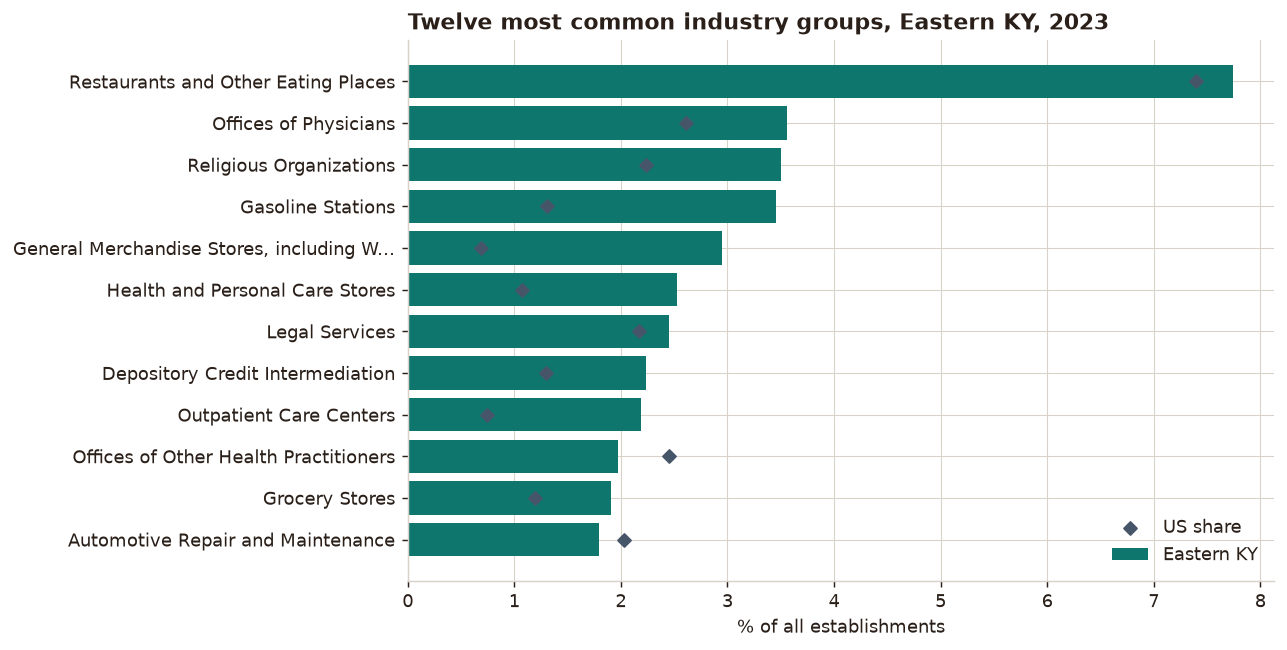 Twelve most common industry groups, Eastern KY, 2023
Restaurants and Other Eating Places
Offices of Physicians
Religious Organizations
Gasoline Stations
General Merchandise Stores, including W...
Health and Personal Care Stores
Legal Services
Depository Credit Intermediation
Outpatient Care Centers
Offices of Other Health Practitioners
Grocery Stores
Automotive Repair and Maintenance
US share
Eastern KY
0 1 2 3 4 5 6 7 8
% of all establishments